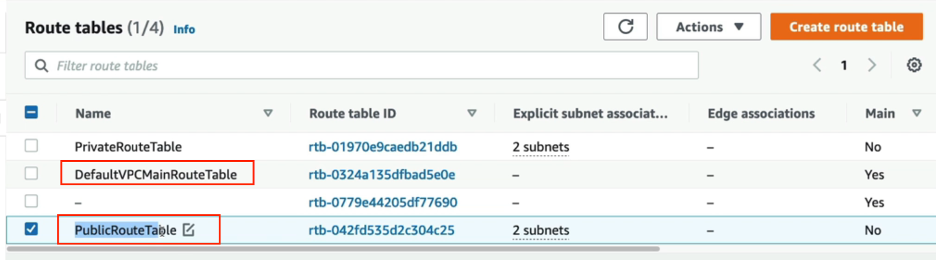 Route tables (1/4) Info Actions ▼ Create route table
Filter route tables 1
Name Route table ID Explicit subnet associat... Edge associations Main
PrivateRouteTable rtb-01970e9caedb21ddb 2 subnets – No
DefaultVPCMainRouteTable rtb-0324a135dfbad5e0e – – Yes
– rtb-0779e44205df77690 – – Yes
PublicRouteTable rtb-042fd535d2c304c25 2 subnets – No